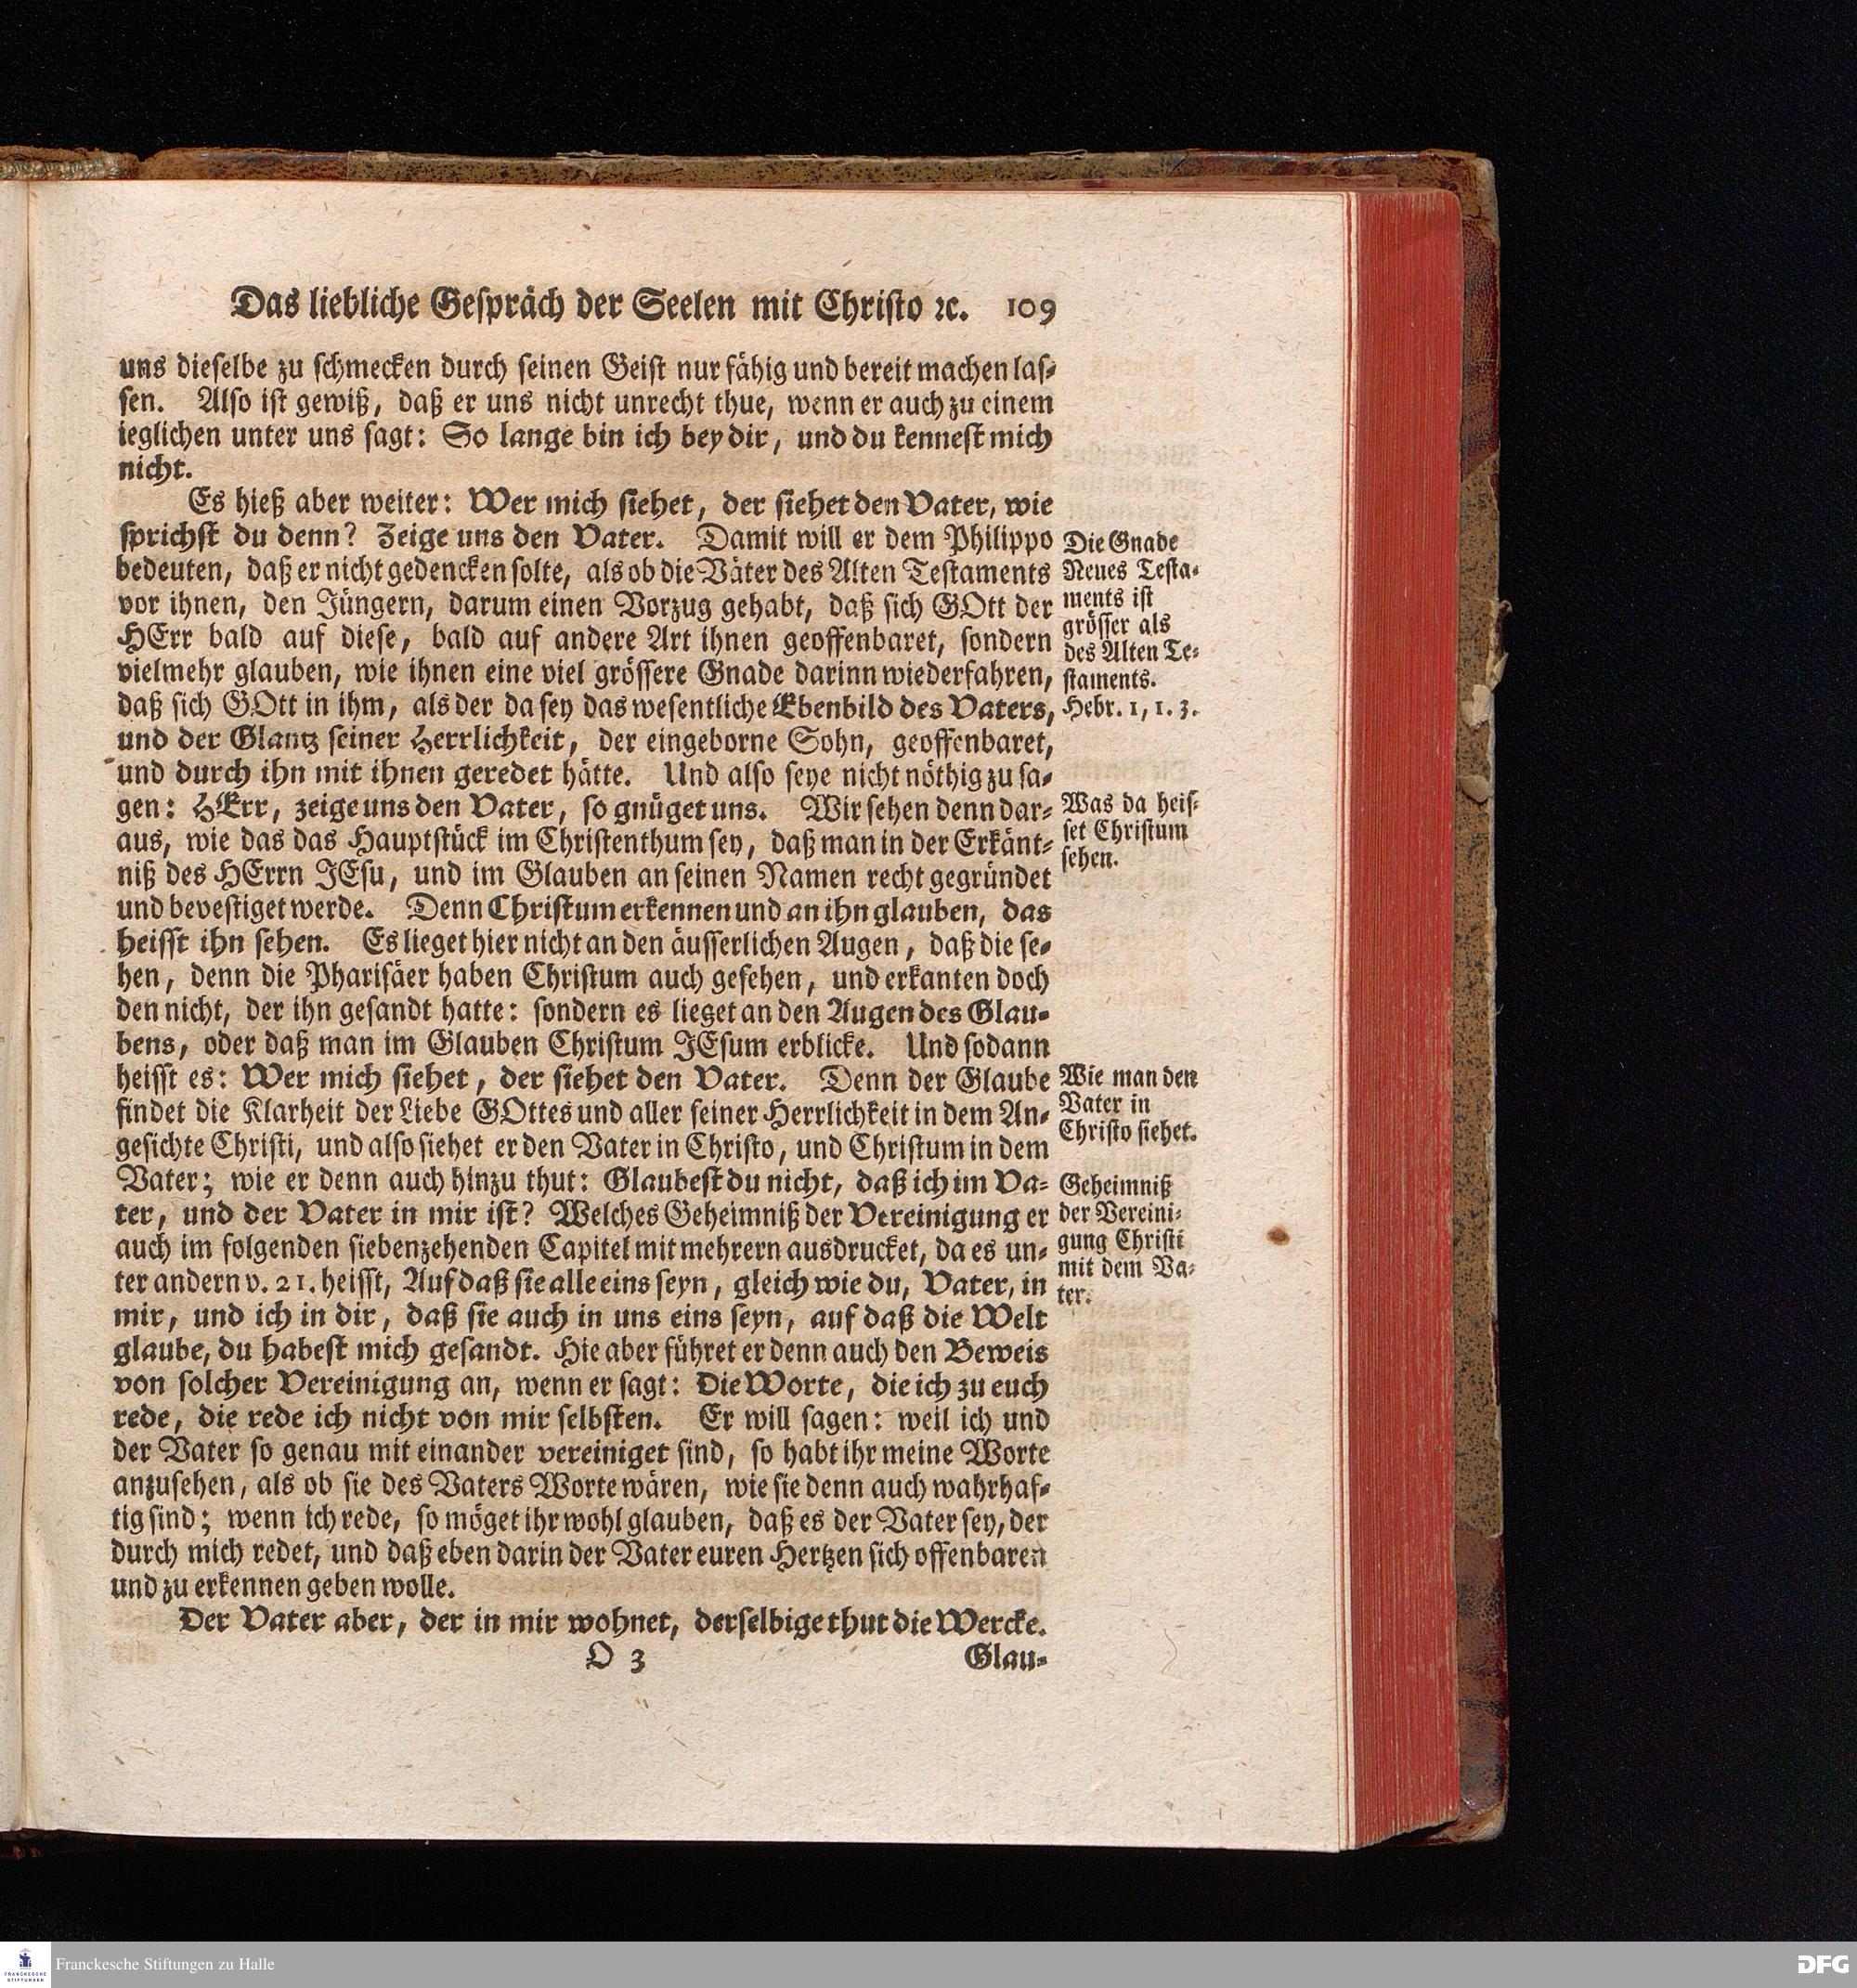 Das liebliche Geſpräch der Seelen mit Chriſto ꝛc. 109
uns dieſelbe zu ſchmecken durch ſeinen Geiſt nur fähig und bereit machen laſ-
ſen. Alſo iſt gewiß, daß er uns nicht unrecht thue, wenn er auch zu einem
ieglichen unter uns ſagt: So lange bin ich bey dir, und du kenneſt mich
nicht.
Es hieß aber weiter: Wer mich ſiehet, der ſiehet den Vater, wie
ſprichſt du denn? Zeige uns den Vater. Damit will er dem Philippo
bedeuten, daß er nicht gedencken ſolte, als ob die Väter des Alten Teſtaments
vor ihnen, den Jüngern, darum einen Vorzug gehabt, daß ſich GOtt der
HErr bald auf dieſe, bald auf andere Art ihnen geoffenbaret, ſondern
vielmehr glauben, wie ihnen eine viel gröſſere Gnade darinn wiederfahren,
daß ſich GOtt in ihm, als der da ſey das weſentliche Ebenbild des Vaters,
und der Glantz ſeiner Herrlichkeit, der eingeborne Sohn, geoffenbaret,
und durch ihn mit ihnen geredet hätte. Und alſo ſeye nicht nöthig zu ſa-
gen: HErr, zeige uns den Vater, ſo gnüget uns. Wir ſehen denn dar-
aus, wie das das Hauptſtück im Chriſtenthum ſey, daß man in der Erkänt-
niß des HErrn JEſu, und im Glauben an ſeinen Namen recht gegründet
und beveſtiget werde. Denn Chriſtum erkennen und an ihn glauben, das
heiſſt ihn ſehen. Es lieget hier nicht an den äuſſerlichen Augen, daß die ſe-
hen, denn die Phariſäer haben Chriſtum auch geſehen, und erkanten doch
den nicht, der ihn geſandt hatte: ſondern es lieget an den Augen des Glau-
bens, oder daß man im Glauben Chriſtum JEſum erblicke. Und ſodann
heiſſt es: Wer mich ſiehet, der ſiehet den Vater. Denn der Glaube
findet die Klarheit der Liebe GOttes und aller ſeiner Herrlichkeit in dem An-
geſichte Chriſti, und alſo ſiehet er den Vater in Chriſto, und Chriſtum in dem
Vater; wie er denn auch hinzu thut: Glaubeſt du nicht, daß ich im Va-
ter, und der Vater in mir iſt? Welches Geheimniß der Vereinigung er
auch im folgenden ſiebenzehenden Capitel mit mehrern ausdrucket, da es un-
ter andern v. 21. heiſſt, Auf daß ſie alle eins ſeyn, gleich wie du, Vater, in
mir, und ich in dir, daß ſie auch in uns eins ſeyn, auf daß die Welt
glaube, du habeſt mich geſandt. Hie aber führet er denn auch den Beweis
von ſolcher Vereinigung an, wenn er ſagt: Die Worte, die ich zu euch
rede, die rede ich nicht von mir ſelbſten. Er will ſagen: weil ich und
der Vater ſo genau mit einander vereiniget ſind, ſo habt ihr meine Worte
anzuſehen, als ob ſie des Vaters Worte wären, wie ſie denn auch wahrhaf-
tig ſind; wenn ich rede, ſo möget ihr wohl glauben, daß es der Vater ſey, der
durch mich redet, und daß eben darin der Vater euren Hertzen ſich offenbaren
und zu erkennen geben wolle.
Der Vater aber, der in mir wohnet, derſelbige thut die Wercke.
O 3 Glau-
Die Gnade
Neues Teſta-
ments iſt
gröſſer als
des Alten Te-
ſtaments.
Hebr. 1, 1. 3.
Was da heiſ-
ſet Chriſtum
ſehen.
Wie man den
Vater in
Chriſto ſiehet.
Geheimniß
der Vereini-
gung Chriſti
mit dem Va-
ter.
FRANCKESCHE
STIFTUNGEN
Franckesche Stiftungen zu Halle
DFG